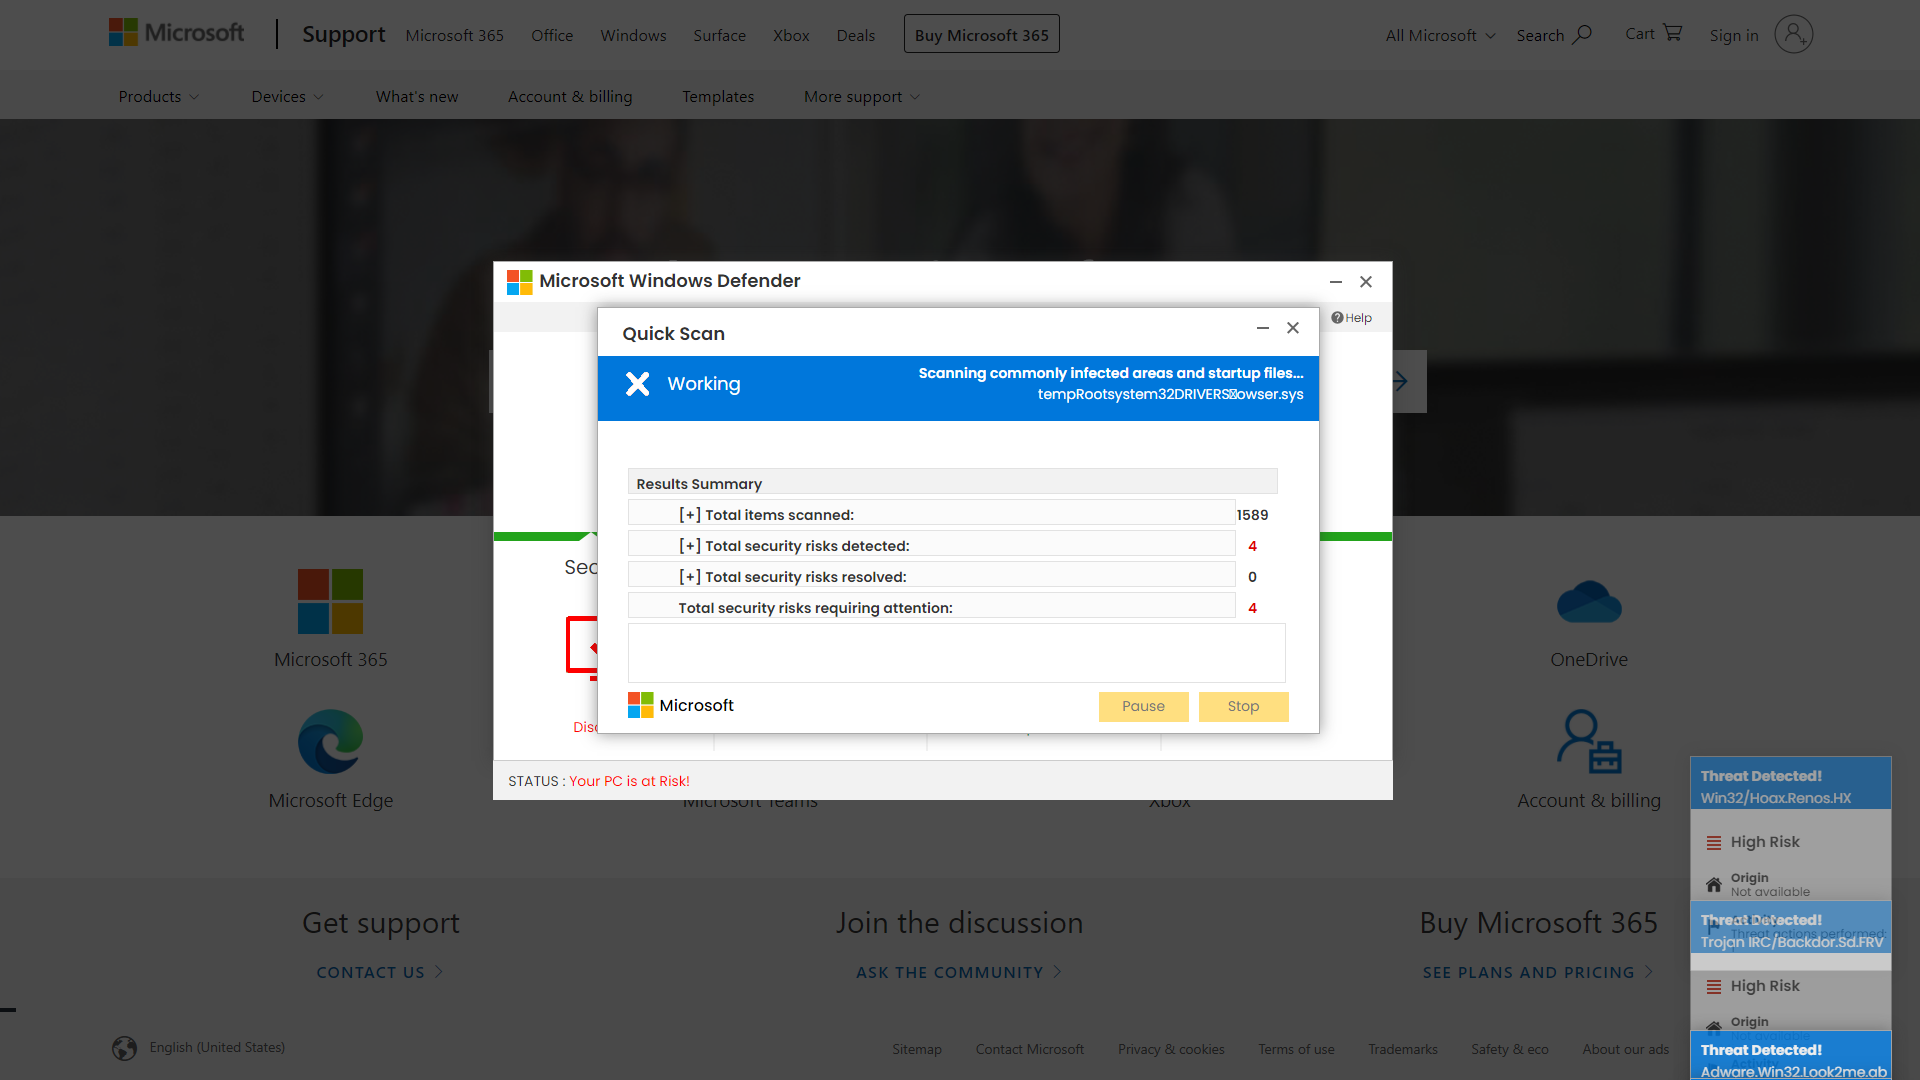 Microsoft
Support
Microsoft 365
Office
Windows
Surface
Xbox
Deals
Buy Microsoft 365
All Microsoft
Search
Cart
Sign in
Products
Devices
What's new
Account & billing
Templates
More support
Microsoft Windows Defender
Help
Quick Scan
Working
Scanning commonly infected areas and startup files...
tempRootsystem32DRIVERS owser.sys
Results Summary
[+] Total items scanned:
1589
[+] Total security risks detected:
4
[+] Total security risks resolved:
0
Total security risks requiring attention:
4
Microsoft
Pause
Stop
Sec
Disc
STATUS : Your PC is at Risk!
Microsoft 365
OneDrive
Microsoft Edge
Microsoft Teams
Xbox
Account & billing
Threat Detected!
Win32/Hoax.Renos.HX
High Risk
Origin
Not available
Threat Detected!
Threat actions performed:
Trojan IRC/Backdor.Sd.FRV
High Risk
Origin
Not available
Threat Detected!
Adware.Win32.Look2me.ab
Get support
CONTACT US
Join the discussion
ASK THE COMMUNITY
Buy Microsoft 365
SEE PLANS AND PRICING
English (United States)
Sitemap
Contact Microsoft
Privacy & cookies
Terms of use
Trademarks
Safety & eco
About our ads